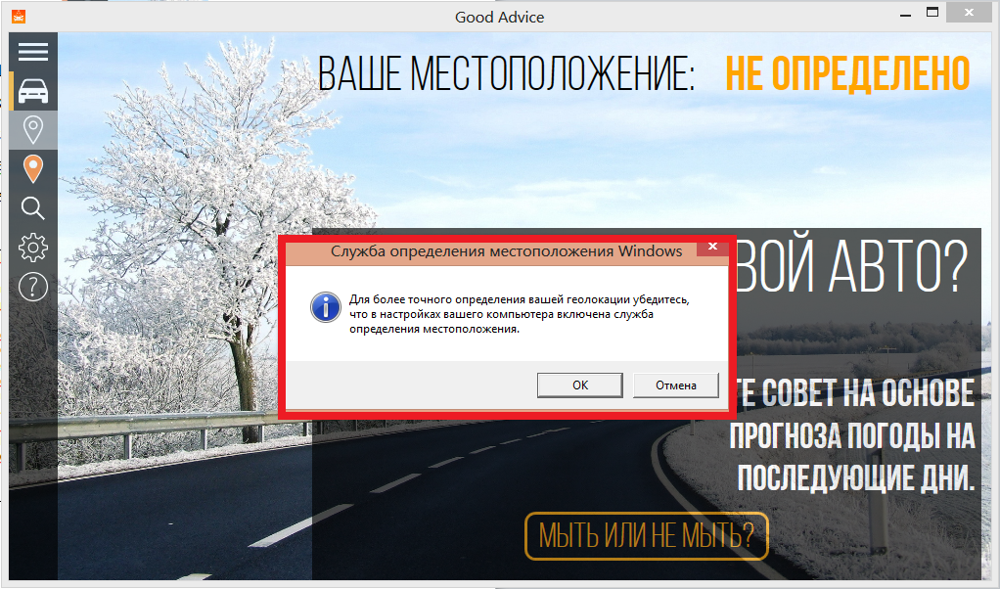 Good Advice
ВАШЕ МЕСТОПОЛОЖЕНИЕ: НЕ ОПРЕДЕЛЕНО
Служба определения местоположения Windows
Для более точного определения вашей геолокации убедитесь,
что в настройках вашего компьютера включена служба
определения местоположения.
OK Отмена
АВТО?
СОВЕТ НА ОСНОВЕ
ПРОГНОЗА ПОГОДЫ НА
ПОСЛЕДУЮЩИЕ ДНИ.
МЫТЬ ИЛИ НЕ МЫТЬ?